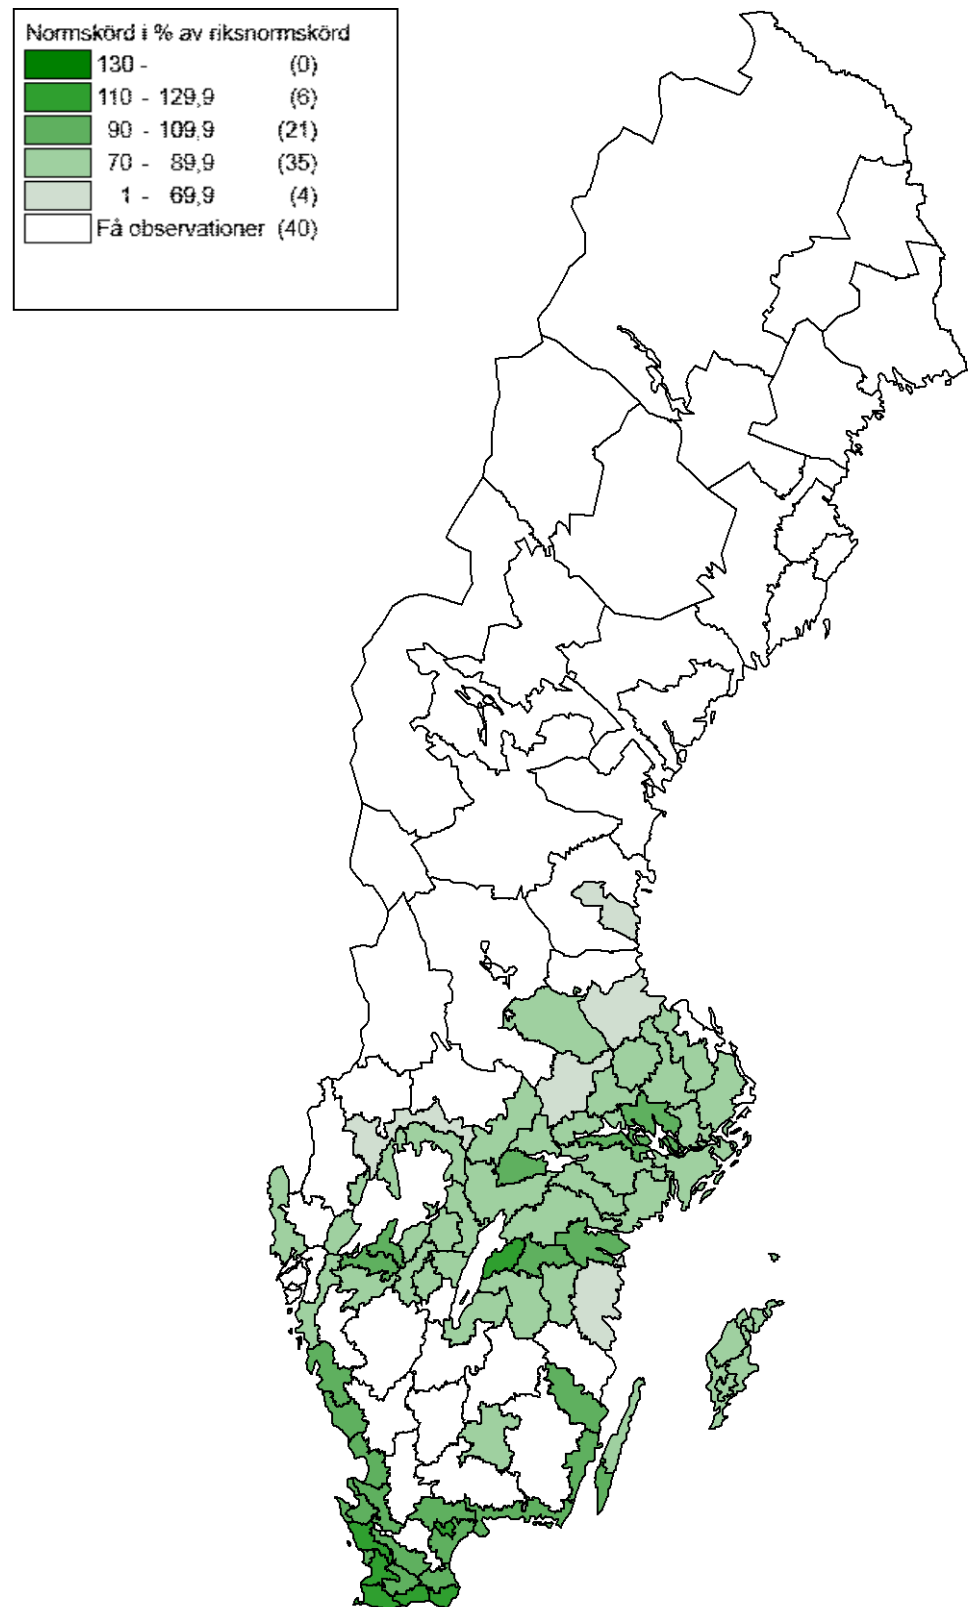 Normskörd i % av riksnormskörd
130 - (0)
110 - 129,9 (6)
90 - 109,9 (21)
70 - 89,9 (35)
1 - 69,9 (4)
Få observationer (40)